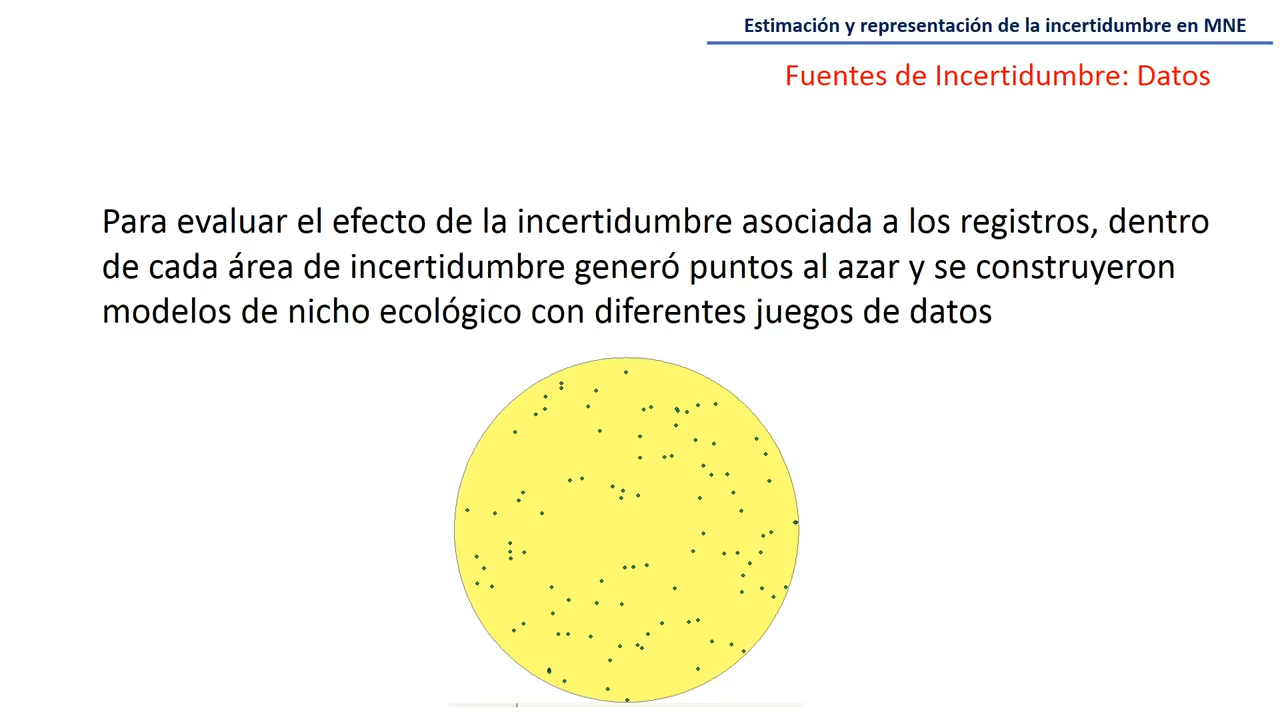 Estimación y representación de la incertidumbre en MNE
Fuentes de Incertidumbre: Datos
Para evaluar el efecto de la incertidumbre asociada a los registros, dentro
de cada área de incertidumbre generó puntos al azar y se construyeron
modelos de nicho ecológico con diferentes juegos de datos